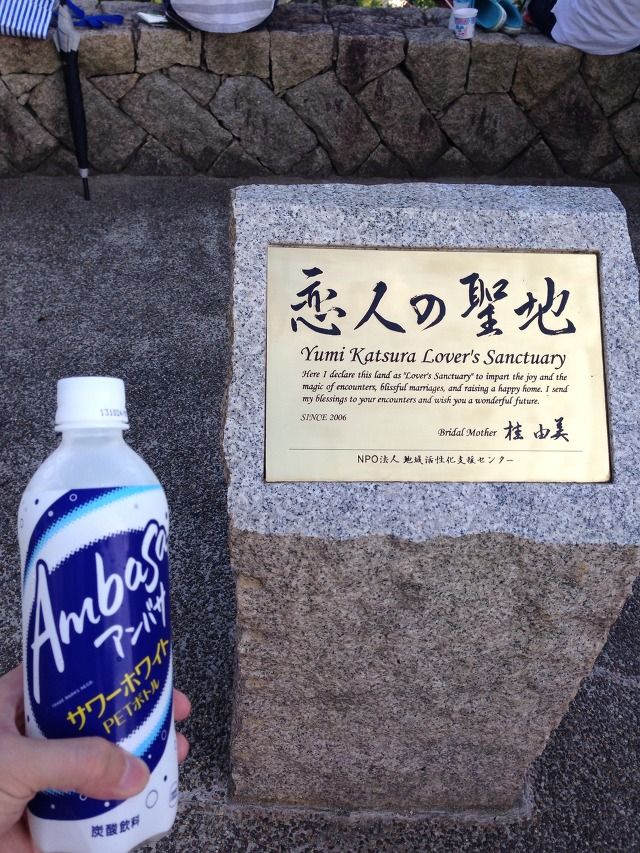 恋人の聖地
Yumi Katsura Lover's Sanctuary
Here I declare this land as "Lover's Sanctuary" to impart the joy and the
magic of encounters, blissful marriages, and raising a happy home. I send
my blessings to your encounters and wish you a wonderful future.
SINCE 2006
Bridal Mother 桂 由美
NPO法人 地域活性化支援センター
Ambasa
アンバサ
TRADE MARKS REGD
サワーホワイト
PETボトル
炭酸飲料